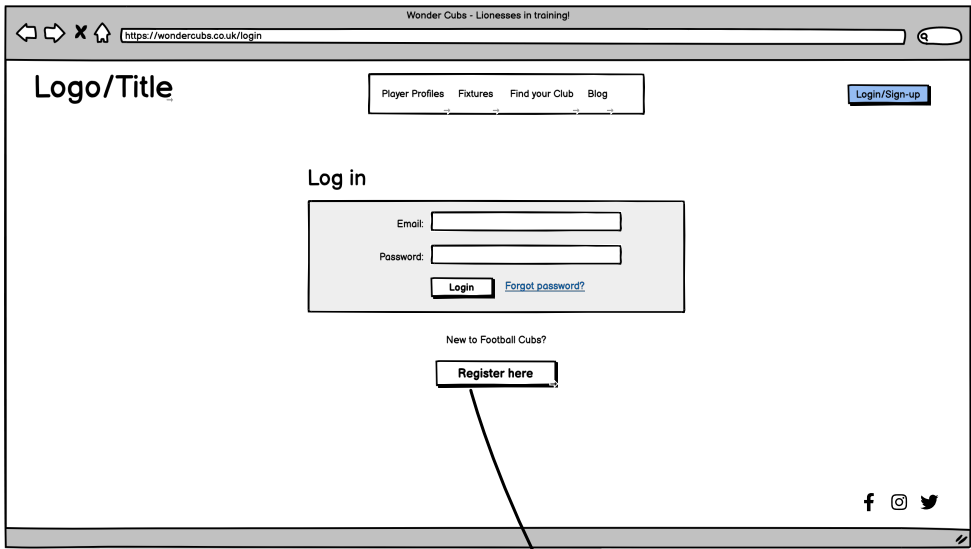 Wonder Cubs - Lionesses in training!
https://wondercubs.co.uk/login
Logo/Title
Player Profiles Fixtures Find your Club Blog
Login/Sign-up
Log in
Email:
Password:
Login Forgot password?
New to Football Cubs?
Register here